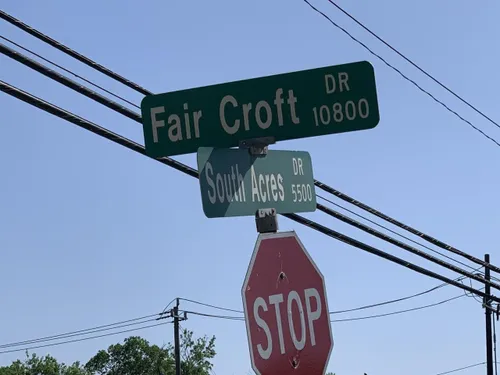 Fair Croft DR 10800
South Acres DR 5500
STOP